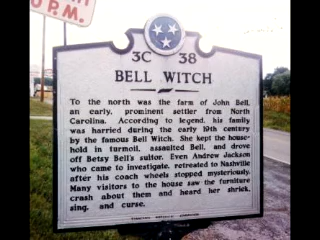 P.M.
3C 38
BELL WITCH
To the north was the farm of John Bell,
an early, prominent settler from North
Carolina. According to legend, his family
was harried during the early 19th century
by the famous Bell Witch. She kept the house-
hold in turmoil, assaulted Bell, and drove
off Betsy Bell's suitor. Even Andrew Jackson
who came to investigate, retreated to Nashville
after his coach wheels stopped mysteriously.
Many visitors to the house saw the furniture
crash about them and heard her shriek,
sing, and curse.
TENNESSEE HISTORICAL COMMISSION